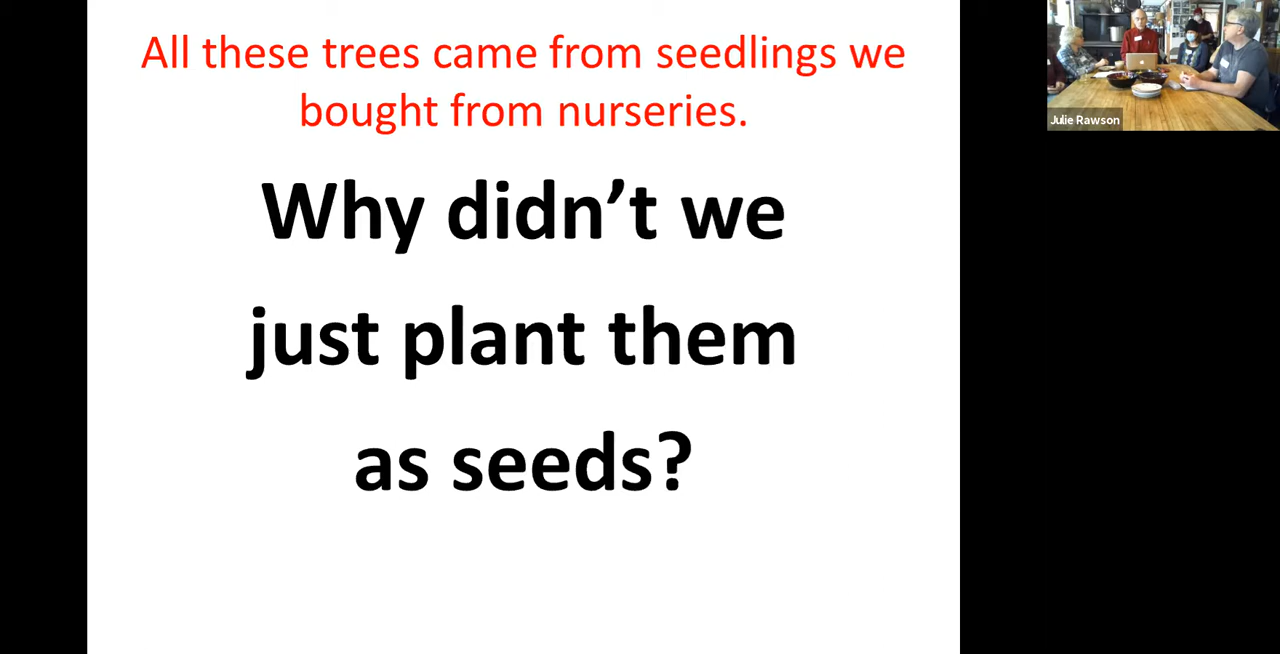 All these trees came from seedlings we
bought from nurseries.
Why didn’t we
just plant them
as seeds?
Julie Rawson